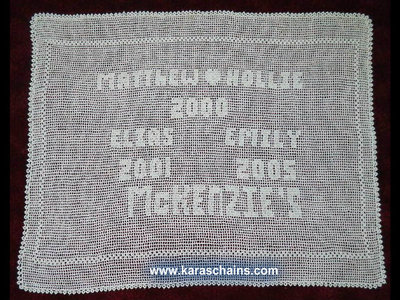 MATTHEW HOLLIE
2000
ELIAS EMILY
2001 2005
McKENZIE'S
www.karaschains.com